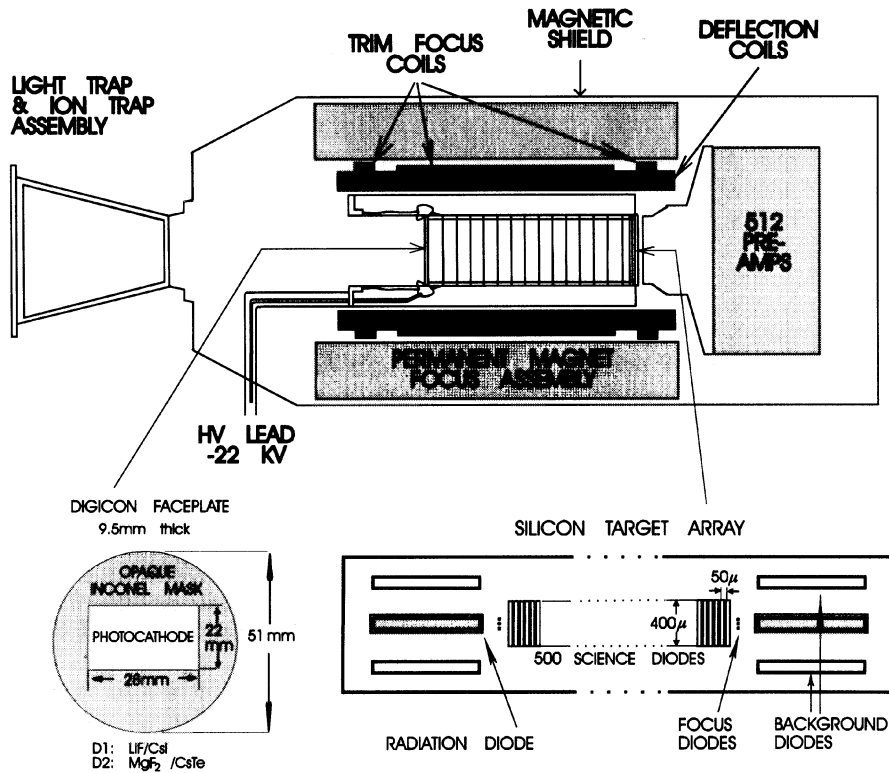 MAGNETIC
SHIELD
TRIM FOCUS
COILS
DEFLECTION
COILS
LIGHT TRAP
& ION TRAP
ASSEMBLY
512
PRE-
AMPS
PERMANENT MAGNET
FOCUS ASSEMBLY
HV LEAD
-22 KV
DIGICON FACEPLATE
9.5mm thick
OPAQUE
INCONEL MASK
PHOTOCATHODE
22
mm
51 mm
28mm
D1: LiF/CsI
D2: MgF₂ /CsTe
SILICON TARGET ARRAY
50μ
400μ
500 SCIENCE DIODES
RADIATION DIODE
FOCUS
DIODES
BACKGROUND
DIODES